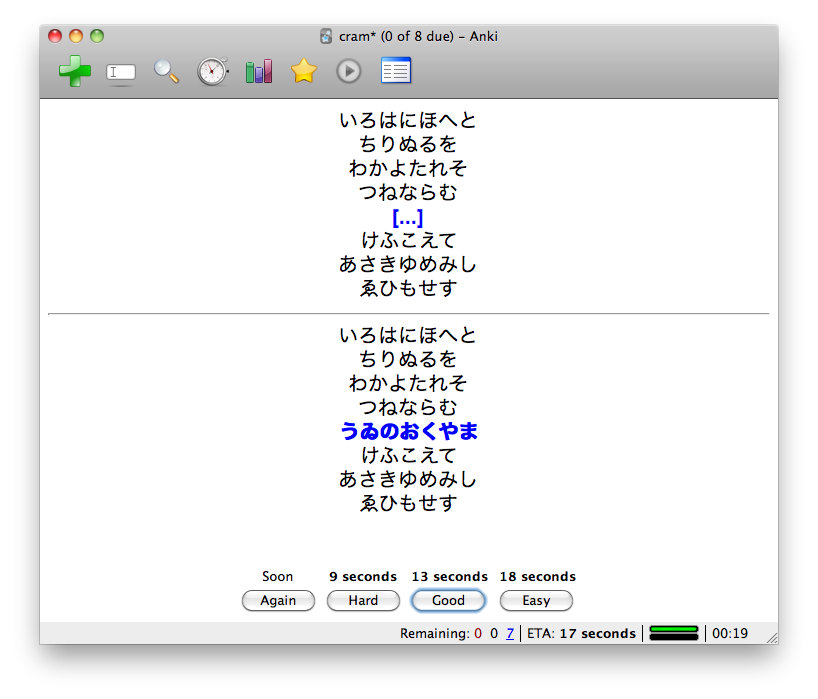 cram* (0 of 8 due) – Anki
いろはにほへと
ちりぬるを
わかよたれそ
つねならむ
[...]
けふこえて
あさきゆめみし
ゑひもせす
いろはにほへと
ちりぬるを
わかよたれそ
つねならむ
うゐのおくやま
けふこえて
あさきゆめみし
ゑひもせす
Soon 9 seconds 13 seconds 18 seconds
Again Hard Good Easy
Remaining: 0 0 7 ETA: 17 seconds 00:19